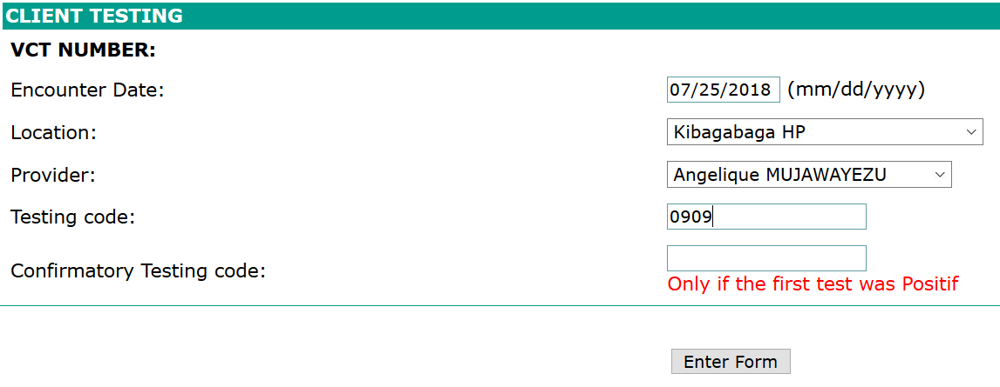 CLIENT TESTING
VCT NUMBER:
Encounter Date: 07/25/2018 (mm/dd/yyyy)
Location: Kibagabaga HP
Provider: Angelique MUJAWAYEZU
Testing code: 0909
Confirmatory Testing code:
Only if the first test was Positif
Enter Form